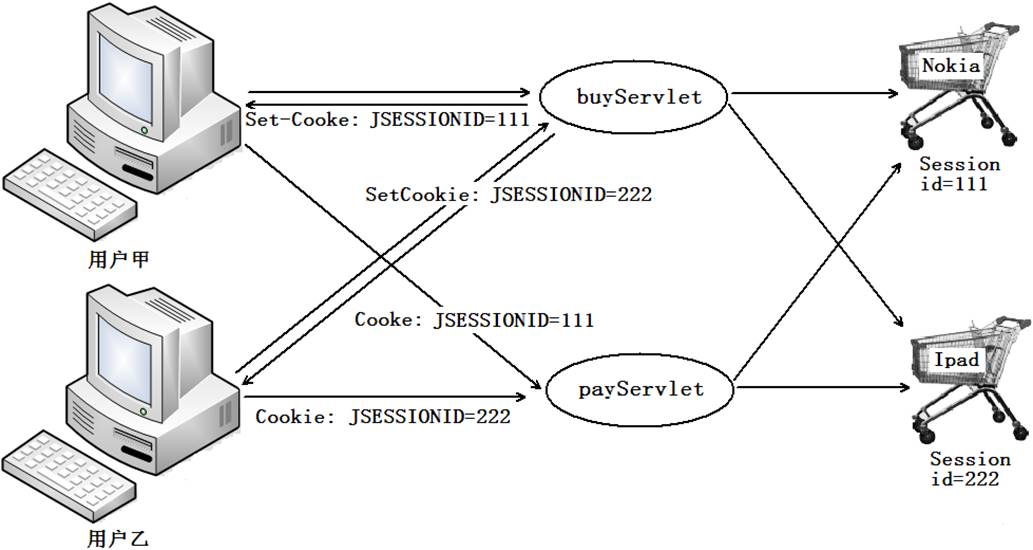 Nokia
buyServlet
Set-Cooke: JSESSIONID=111
Session
id=111
SetCookie: JSESSIONID=222
用户甲
Cooke: JSESSIONID=111
Ipad
payServlet
Cookie: JSESSIONID=222
Session
id=222
用户乙